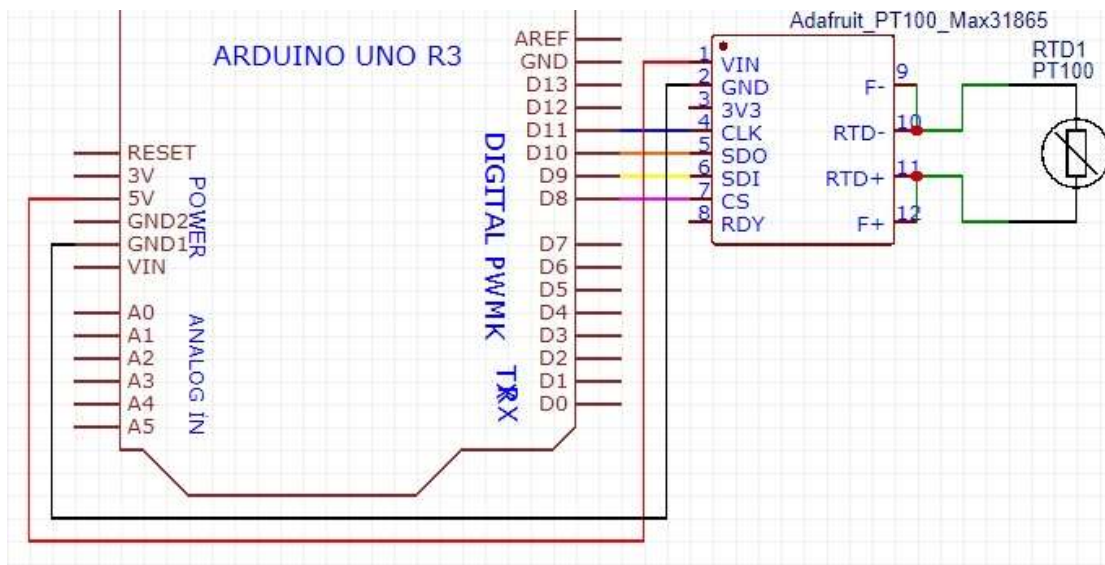 Adafruit_PT100_Max31865
ARDUINO UNO R3
AREF
GND
D13
D12
D11
D10
D9
D8
D7
D6
D5
D4
D3
D2
D1
D0
DIGITAL PWMK
TX
RX
RESET
3V
5V
GND2
GND1
VIN
POWER
A0
A1
A2
A3
A4
A5
ANALOG İN
1 VIN
2 GND
3 3V3
4 CLK
5 SDO
6 SDI
7 CS
8 RDY
F- 9
RTD- 10
RTD+ 11
F+ 12
RTD1
PT100